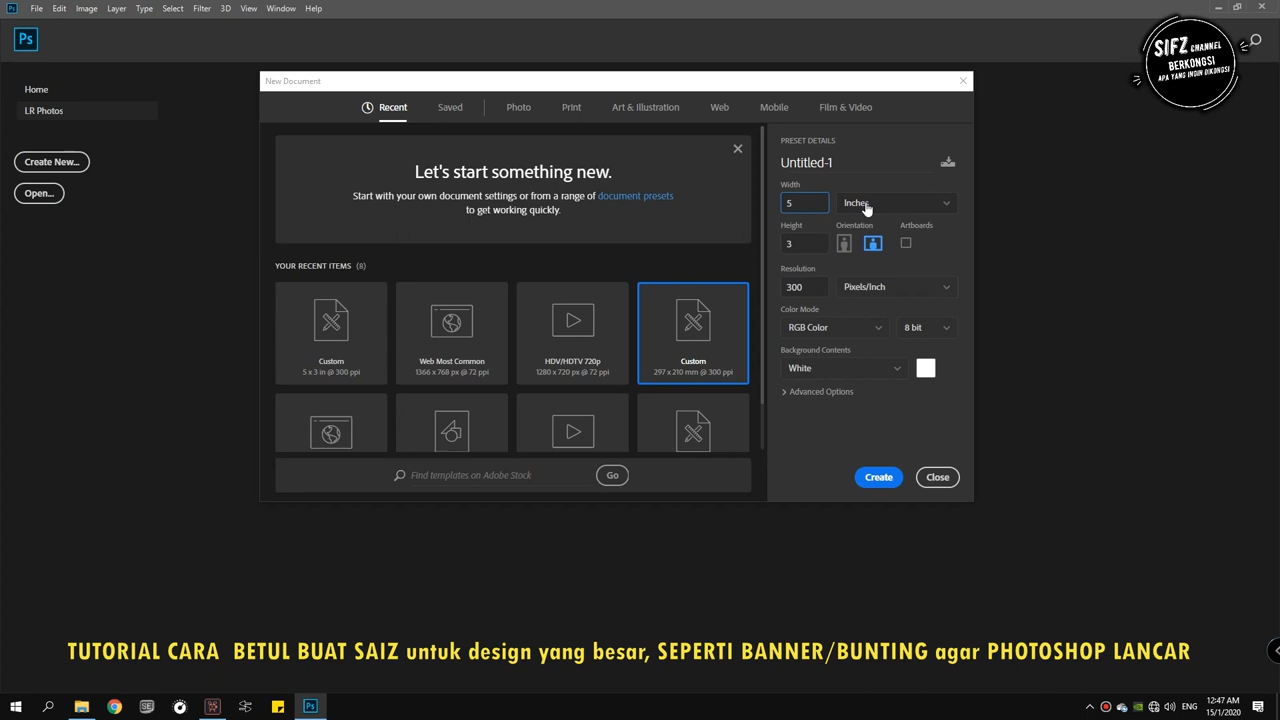 Ps
File
Edit
Image
Layer
Type
Select
Filter
3D
View
Window
Help
Ps
SIFZ CHANNEL
BERKONGSI
APA YANG INGIN DIKONGSI
Home
LR Photos
Create New...
Open...
New Document
Recent
Saved
Photo
Print
Art & Illustration
Web
Mobile
Film & Video
Let's start something new.
Start with your own document settings or from a range of document presets
to get working quickly.
YOUR RECENT ITEMS (8)
Custom
5 x 3 in @ 300 ppi
Web Most Common
1366 x 768 px @ 72 ppi
HDV/HDTV 720p
1280 x 720 px @ 72 ppi
Custom
297 x 210 mm @ 300 ppi
Find templates on Adobe Stock
Go
PRESET DETAILS
Untitled-1
Width
5
Inches
Height
Orientation
Artboards
3
Resolution
300
Pixels/Inch
Color Mode
RGB Color
8 bit
Background Contents
White
Advanced Options
Create
Close
TUTORIAL CARA BETUL BUAT SAIZ untuk design yang besar, SEPERTI BANNER/BUNTING agar PHOTOSHOP LANCAR
SE
Ps
12:47 AM
15/1/2020